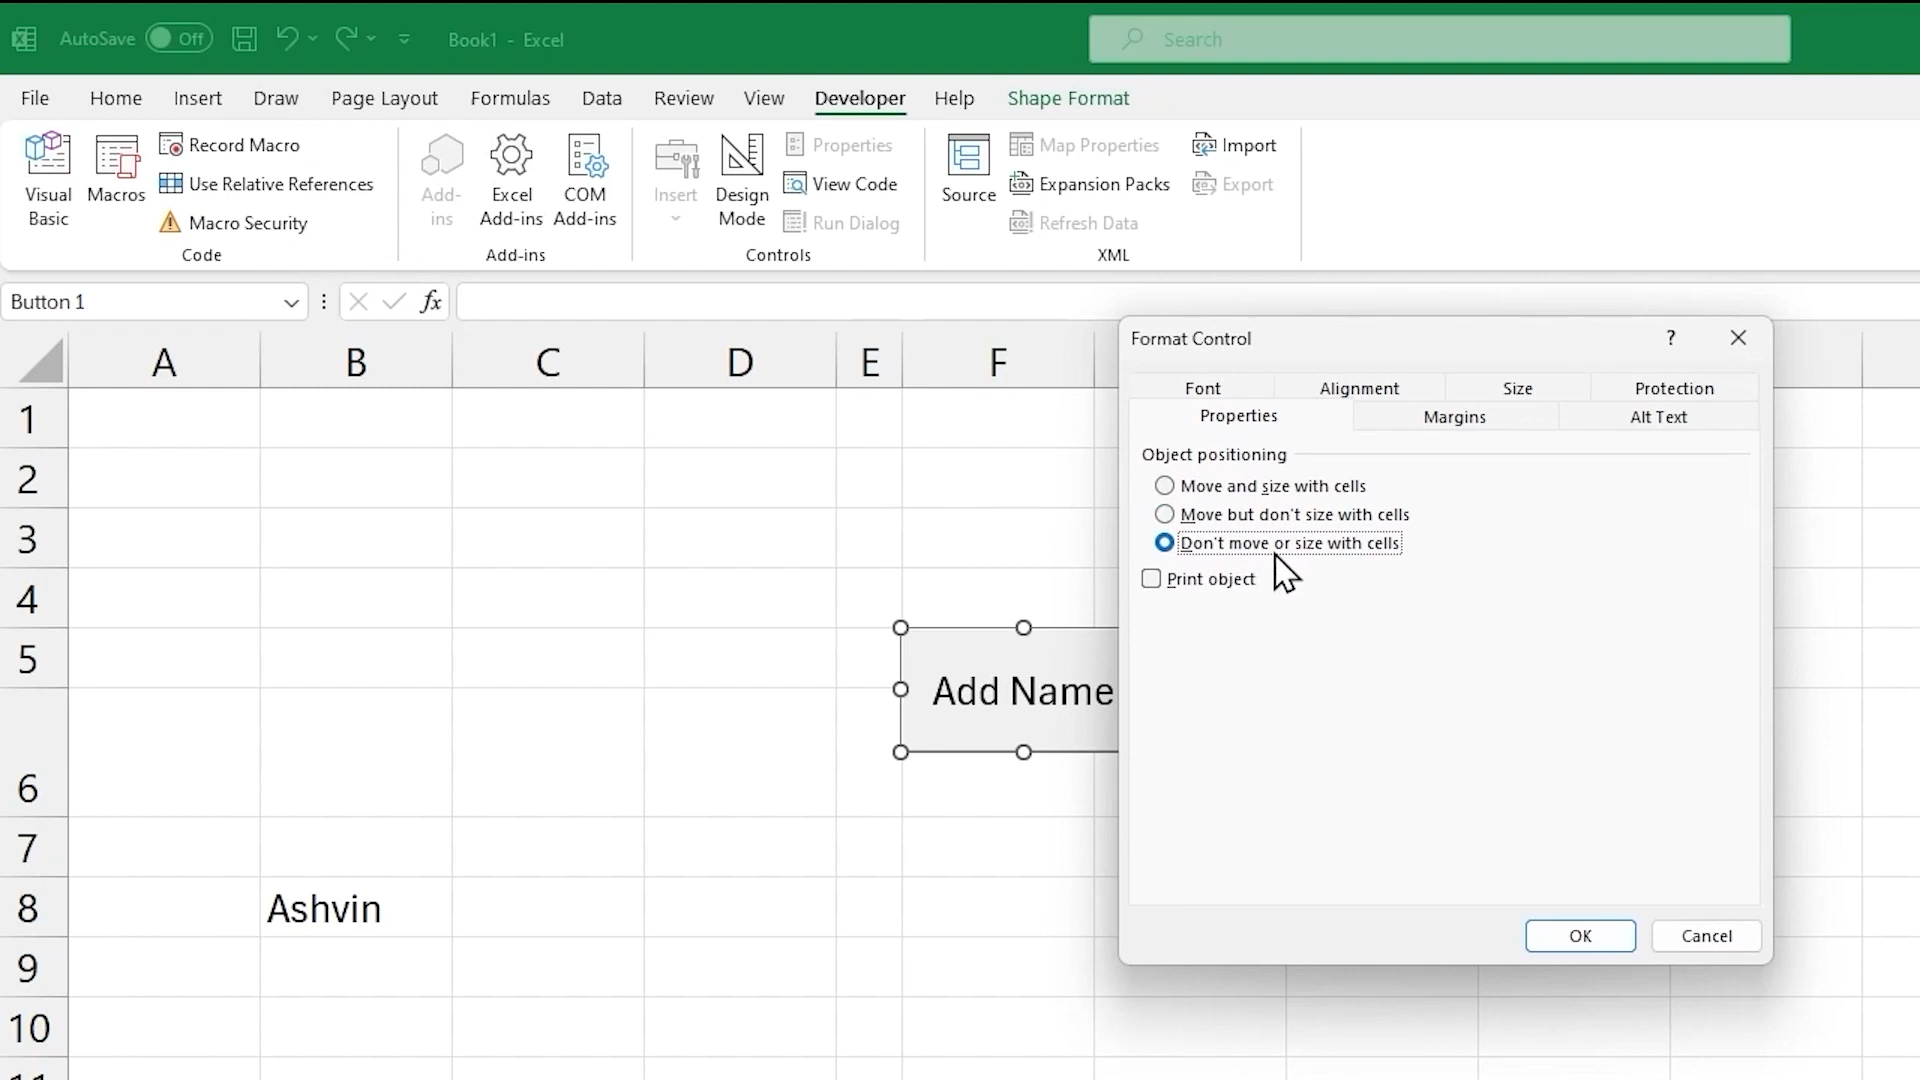 AutoSave Off Book1 - Excel Search
File Home Insert Draw Page Layout Formulas Data Review View Developer Help Shape Format
Visual Basic
Macros
Record Macro
Use Relative References
Macro Security
Code
Add-ins
Excel Add-ins
COM Add-ins
Add-ins
Insert
Design Mode
Properties
View Code
Run Dialog
Controls
Source
Map Properties
Expansion Packs
Refresh Data
Import
Export
XML
Button 1 fx
A B C D E F
1
2
3
4
5
6
7
8 Ashvin
9
10
11
Add Name
Format Control ? 
Font Alignment Size Protection
Properties Margins Alt Text
Object positioning
Move and size with cells
Move but don't size with cells
Don't move or size with cells
Print object
OK Cancel